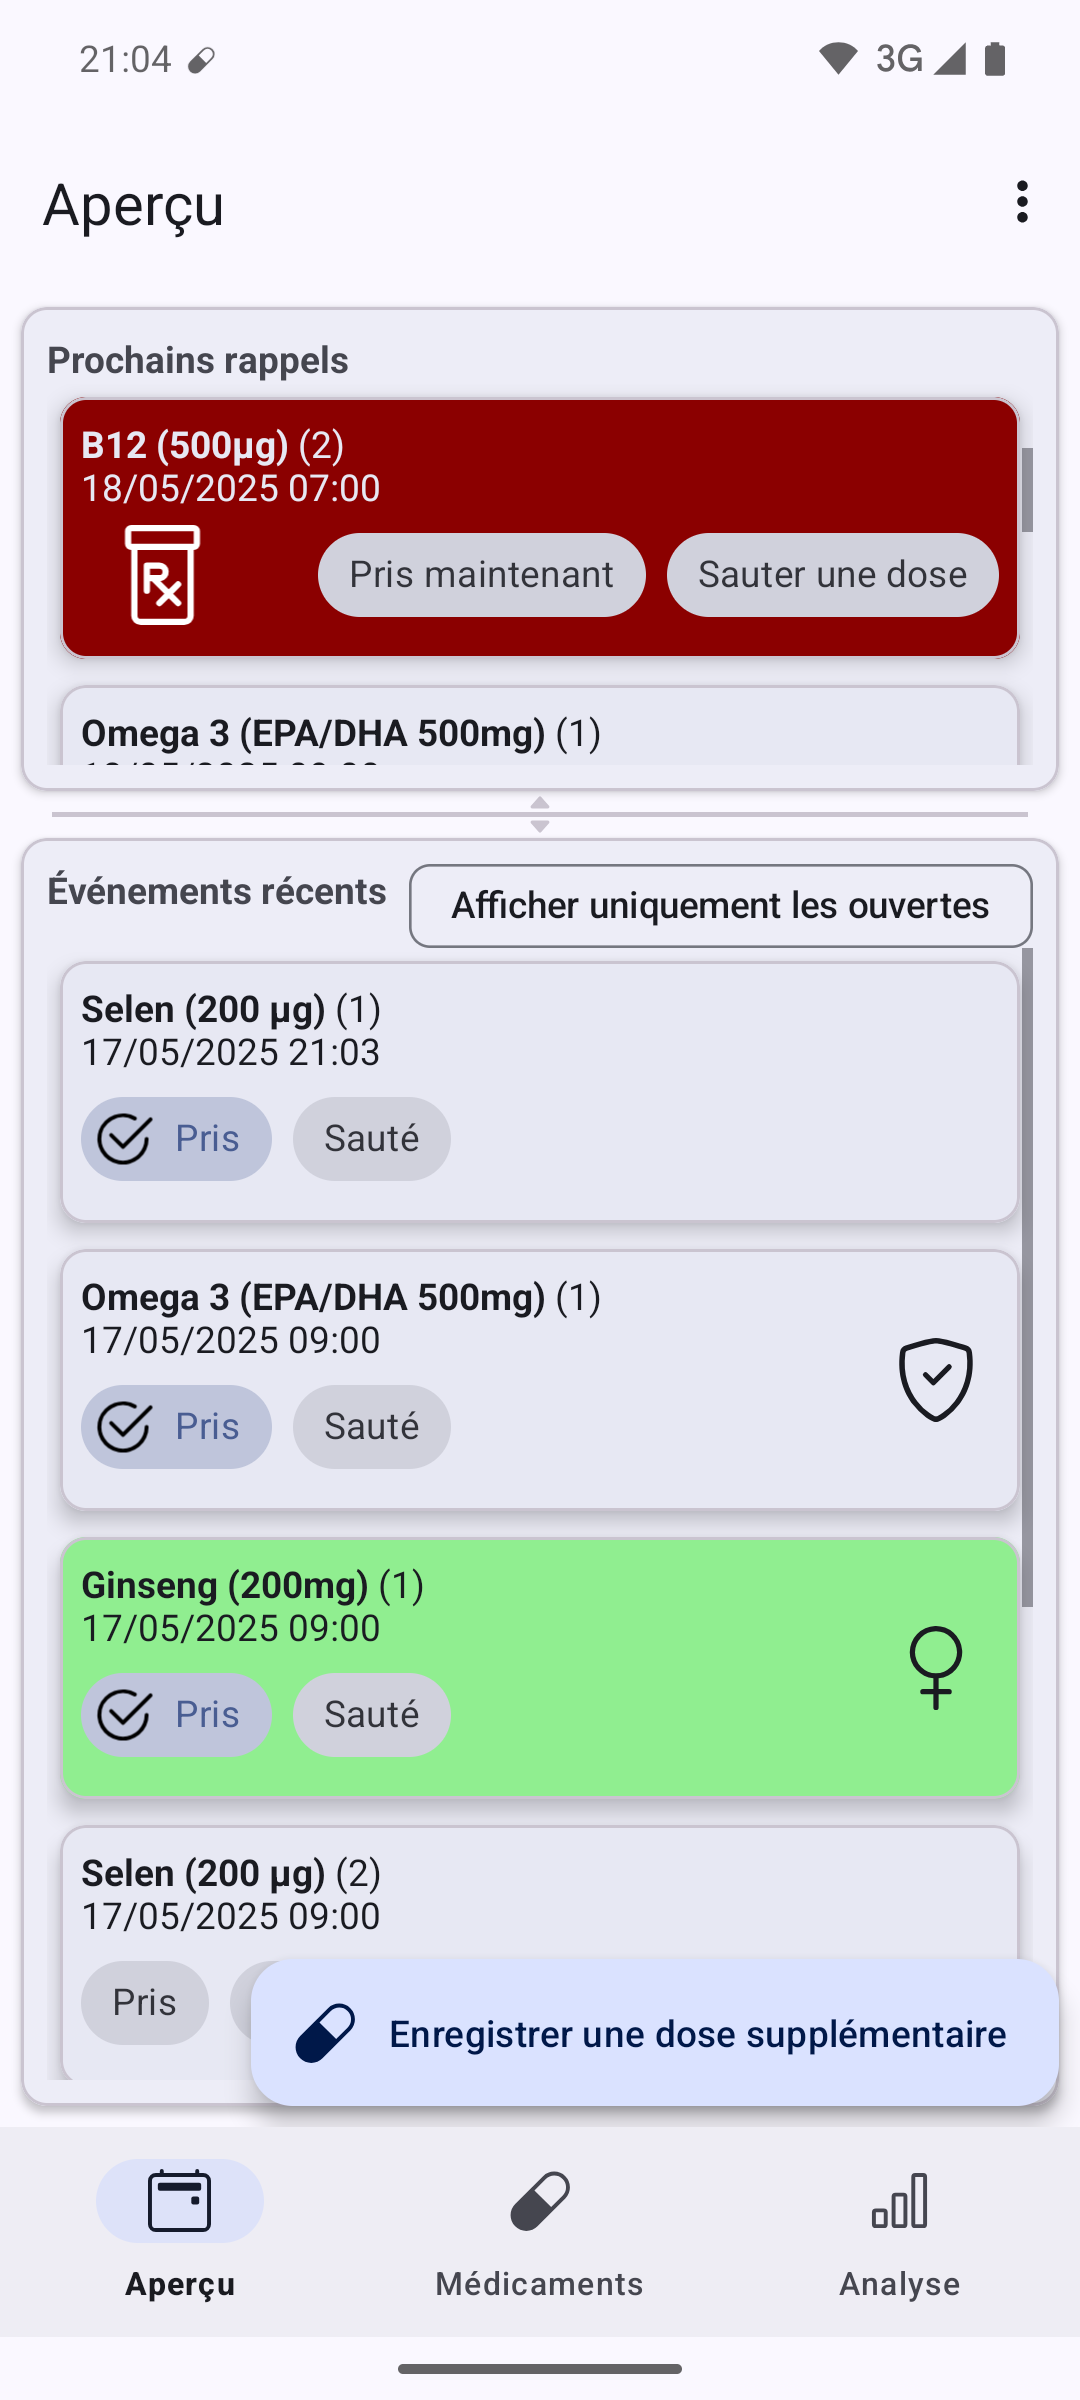 21:04
3G
Aperçu
Prochains rappels
B12 (500µg) (2)
18/05/2025 07:00
Rx
Pris maintenant
Sauter une dose
Omega 3 (EPA/DHA 500mg) (1)
Événements récents
Afficher uniquement les ouvertes
Selen (200 µg) (1)
17/05/2025 21:03
Pris
Sauté
Omega 3 (EPA/DHA 500mg) (1)
17/05/2025 09:00
Pris
Sauté
Ginseng (200mg) (1)
17/05/2025 09:00
Pris
Sauté
Selen (200 µg) (2)
17/05/2025 09:00
Pris
Enregistrer une dose supplémentaire
Aperçu
Médicaments
Analyse